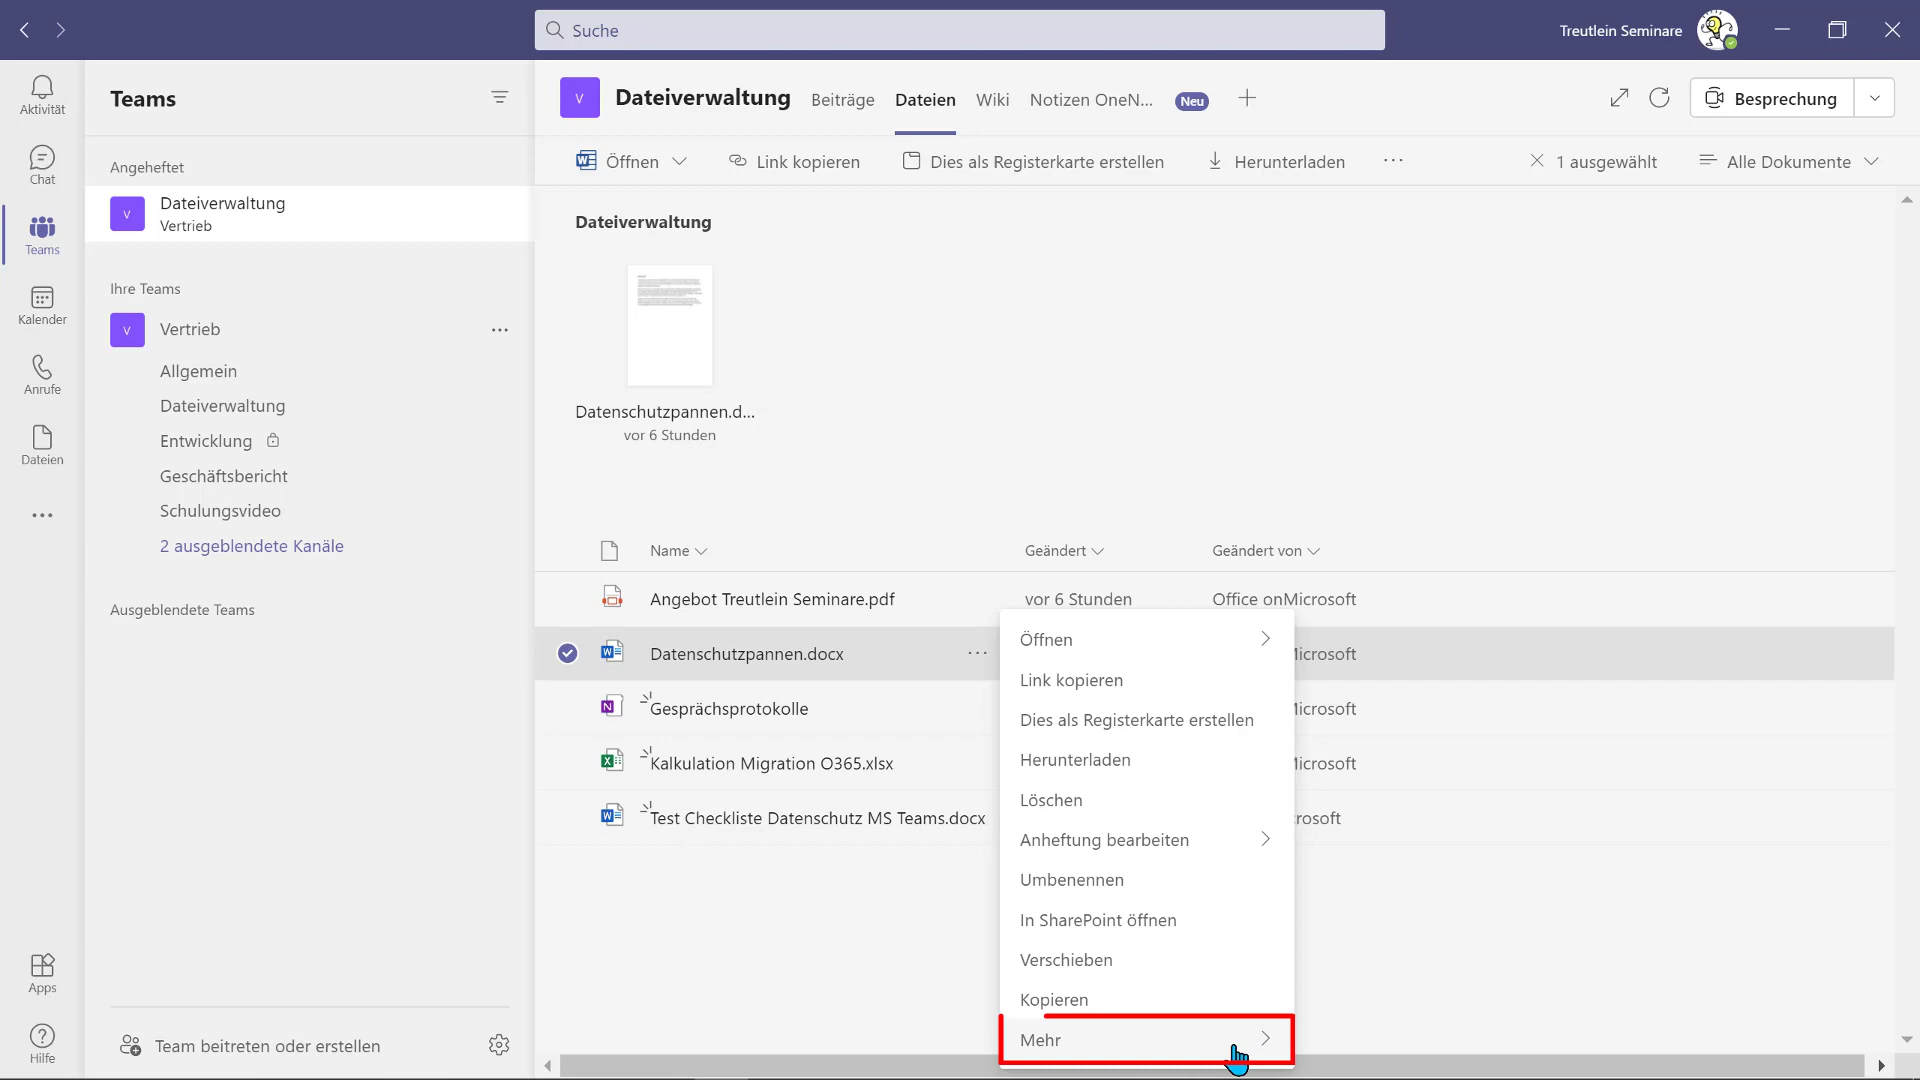 Suche
Treutlein Seminare
Aktivität
Chat
Teams
Kalender
Anrufe
Dateien
Apps
Hilfe
Teams
Angeheftet
V
Dateiverwaltung
Vertrieb
Ihre Teams
V
Vertrieb
Allgemein
Dateiverwaltung
Entwicklung
Geschäftsbericht
Schulungsvideo
2 ausgeblendete Kanäle
Ausgeblendete Teams
Team beitreten oder erstellen
V
Dateiverwaltung
Beiträge
Dateien
Wiki
Notizen OneN...
Neu
Besprechung
Öffnen
Link kopieren
Dies als Registerkarte erstellen
Herunterladen
1 ausgewählt
Alle Dokumente
Dateiverwaltung
Datenschutzpannen.d...
vor 6 Stunden
Name
Geändert
Geändert von
Angebot Treutlein Seminare.pdf
vor 6 Stunden
Office onMicrosoft
Datenschutzpannen.docx
Microsoft
Gesprächsprotokolle
Microsoft
Kalkulation Migration O365.xlsx
Microsoft
Test Checkliste Datenschutz MS Teams.docx
rosoft
Öffnen
Link kopieren
Dies als Registerkarte erstellen
Herunterladen
Löschen
Anheftung bearbeiten
Umbenennen
In SharePoint öffnen
Verschieben
Kopieren
Mehr